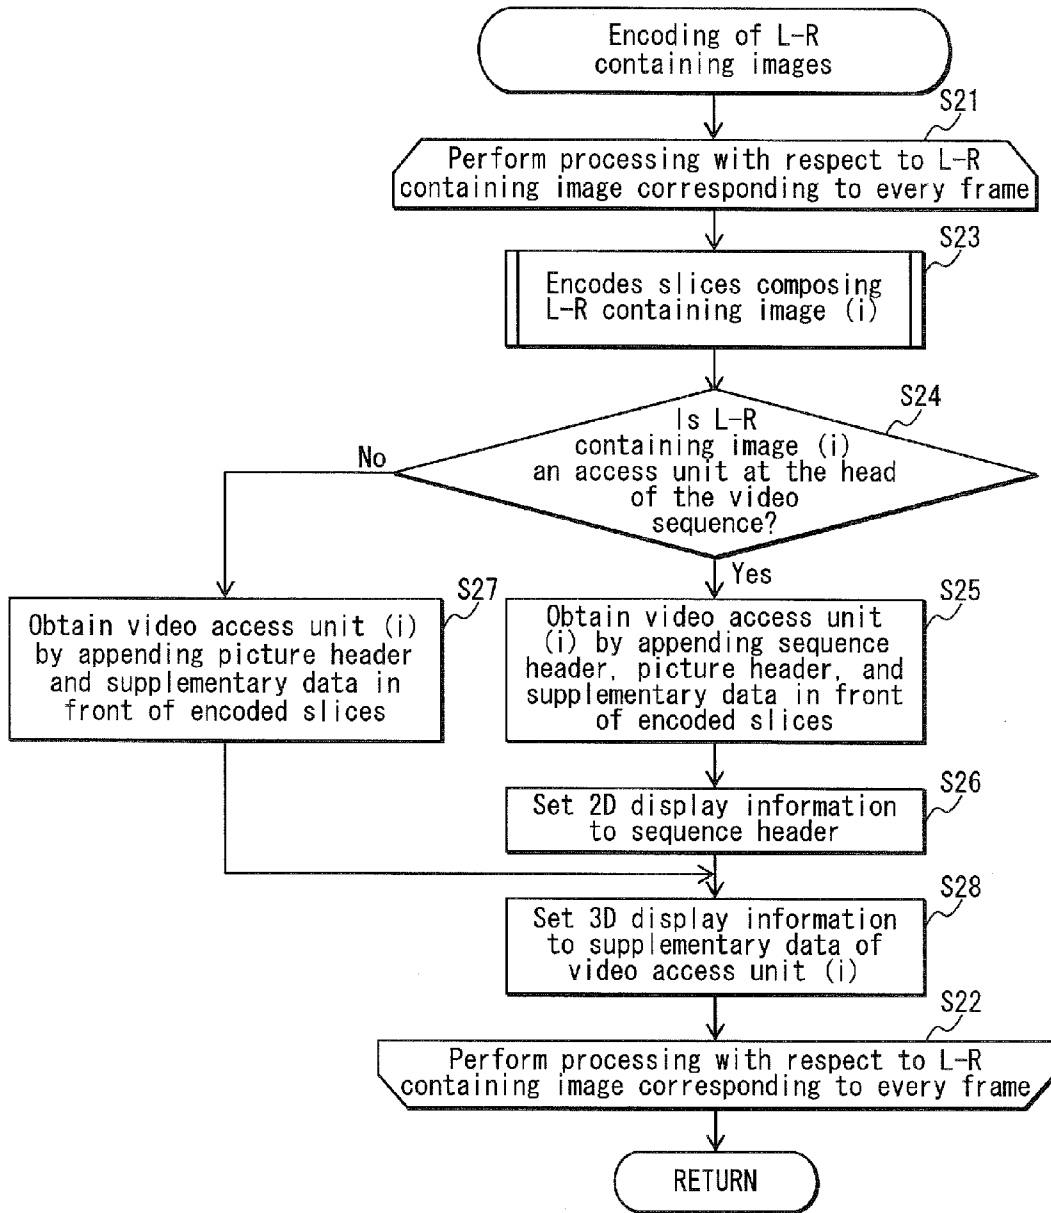 Encoding of L-R
containing images
S21
Perform processing with respect to L-R
containing image corresponding to every frame
S23
Encodes slices composing
L-R containing image (i)
S24
Is L-R
containing image (i)
an access unit at the head
of the video
sequence?
No
Yes
S27
Obtain video access unit (i)
by appending picture header
and supplementary data in
front of encoded slices
S25
Obtain video access unit
(i) by appending sequence
header, picture header, and
supplementary data in front
of encoded slices
S26
Set 2D display information
to sequence header
S28
Set 3D display information
to supplementary data of
video access unit (i)
S22
Perform processing with respect to L-R
containing image corresponding to every frame
RETURN